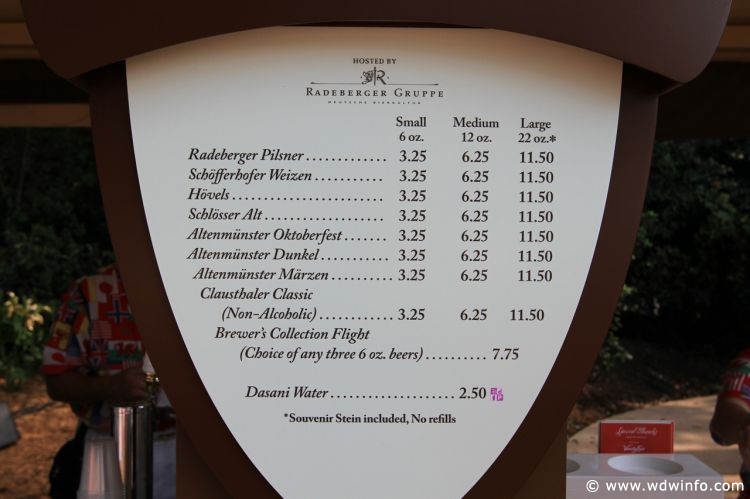 HOSTED BY
RADEBERGER GRUPPE
DEUTSCHE BIERKULTUR
Small Medium Large
6 oz. 12 oz. 22 oz.*
Radeberger Pilsner ............. 3.25 6.25 11.50
Schöfferhofer Weizen ........... 3.25 6.25 11.50
Hövels ......................... 3.25 6.25 11.50
Schlösser Alt .................. 3.25 6.25 11.50
Altenmünster Oktoberfest ....... 3.25 6.25 11.50
Altenmünster Dunkel ............ 3.25 6.25 11.50
Altenmünster Märzen ........... 3.25 6.25 11.50
Clausthaler Classic
(Non-Alcoholic) ............. 3.25 6.25 11.50
Brewer's Collection Flight
(Choice of any three 6 oz. beers) .......... 7.75
Dasani Water .................... 2.50
*Souvenir Stein included, No refills
© www.wdwinfo.com